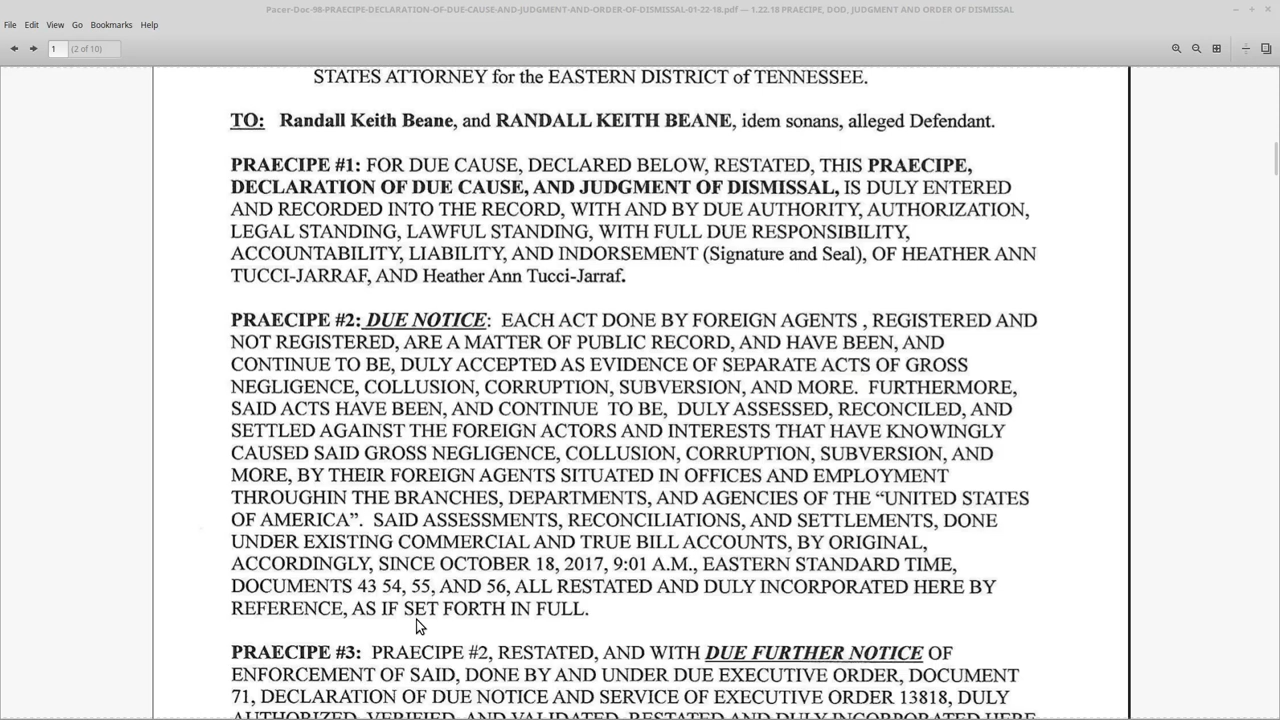 Pacer-Doc-98-PRAECIPE-DECLARATION-OF-DUE-CAUSE-AND-JUDGMENT-AND-ORDER-OF-DISMISSAL-01-22-18.pdf — 1.22.18 PRAECIPE, DOD, JUDGMENT AND ORDER OF DISMISSAL
File Edit View Go Bookmarks Help
1 (2 of 10)
STATES ATTORNEY for the EASTERN DISTRICT of TENNESSEE.
TO: Randall Keith Beane, and RANDALL KEITH BEANE, idem sonans, alleged Defendant.
PRAECIPE #1: FOR DUE CAUSE, DECLARED BELOW, RESTATED, THIS PRAECIPE,
DECLARATION OF DUE CAUSE, AND JUDGMENT OF DISMISSAL, IS DULY ENTERED
AND RECORDED INTO THE RECORD, WITH AND BY DUE AUTHORITY, AUTHORIZATION,
LEGAL STANDING, LAWFUL STANDING, WITH FULL DUE RESPONSIBILITY,
ACCOUNTABILITY, LIABILITY, AND INDORSEMENT (Signature and Seal), OF HEATHER ANN
TUCCI-JARRAF, AND Heather Ann Tucci-Jarraf.
PRAECIPE #2: DUE NOTICE: EACH ACT DONE BY FOREIGN AGENTS , REGISTERED AND
NOT REGISTERED, ARE A MATTER OF PUBLIC RECORD, AND HAVE BEEN, AND
CONTINUE TO BE, DULY ACCEPTED AS EVIDENCE OF SEPARATE ACTS OF GROSS
NEGLIGENCE, COLLUSION, CORRUPTION, SUBVERSION, AND MORE. FURTHERMORE,
SAID ACTS HAVE BEEN, AND CONTINUE TO BE, DULY ASSESSED, RECONCILED, AND
SETTLED AGAINST THE FOREIGN ACTORS AND INTERESTS THAT HAVE KNOWINGLY
CAUSED SAID GROSS NEGLIGENCE, COLLUSION, CORRUPTION, SUBVERSION, AND
MORE, BY THEIR FOREIGN AGENTS SITUATED IN OFFICES AND EMPLOYMENT
THROUGHIN THE BRANCHES, DEPARTMENTS, AND AGENCIES OF THE “UNITED STATES
OF AMERICA”. SAID ASSESSMENTS, RECONCILIATIONS, AND SETTLEMENTS, DONE
UNDER EXISTING COMMERCIAL AND TRUE BILL ACCOUNTS, BY ORIGINAL,
ACCORDINGLY, SINCE OCTOBER 18, 2017, 9:01 A.M., EASTERN STANDARD TIME,
DOCUMENTS 43 54, 55, AND 56, ALL RESTATED AND DULY INCORPORATED HERE BY
REFERENCE, AS IF SET FORTH IN FULL.
PRAECIPE #3: PRAECIPE #2, RESTATED, AND WITH DUE FURTHER NOTICE OF
ENFORCEMENT OF SAID, DONE BY AND UNDER DUE EXECUTIVE ORDER, DOCUMENT
71, DECLARATION OF DUE NOTICE AND SERVICE OF EXECUTIVE ORDER 13818, DULY
AUTHORIZED, VERIFIED, AND VALIDATED, RESTATED AND DULY INCORPORATED HERE